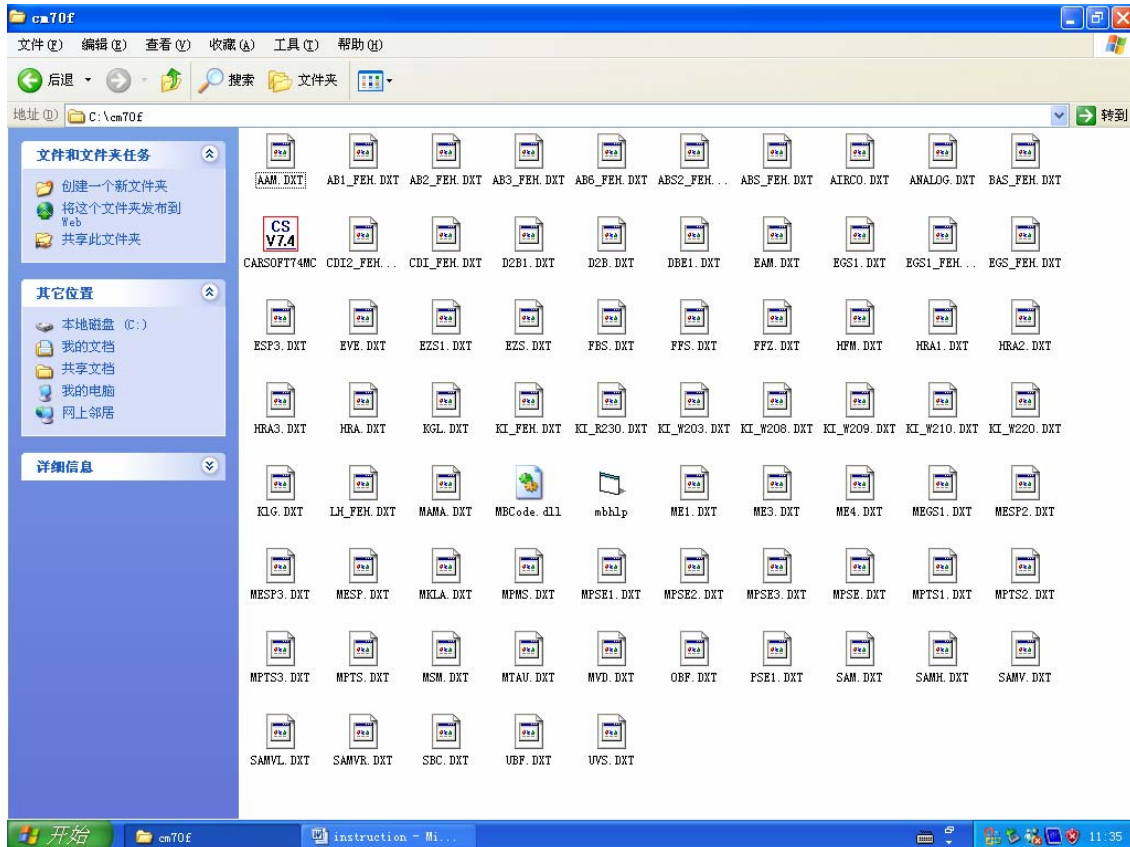 cm70f
文件(F) 编辑(E) 查看(V) 收藏(A) 工具(T) 帮助(H)
后退 搜索 文件夹
地址(D) C:\cm70f 转到
文件和文件夹任务
创建一个新文件夹
将这个文件夹发布到
Web
共享此文件夹
其它位置
本地磁盘 (C:)
我的文档
共享文档
我的电脑
网上邻居
详细信息
AAM.DXT AB1_FEH.DXT AB2_FEH.DXT AB3_FEH.DXT AB6_FEH.DXT ABS2_FEH... ABS_FEH.DXT AIRCO.DXT ANALOG.DXT BAS_FEH.DXT
CS
V7.4
CARSOFT74MC CDI2_FEH... CDI_FEH.DXT D2B1.DXT D2B.DXT DBE1.DXT EAM.DXT EGS1.DXT EGS1_FEH... EGS_FEH.DXT
ESP3.DXT EVE.DXT EZS1.DXT EZS.DXT FBS.DXT FFS.DXT FFZ.DXT HFM.DXT HRA1.DXT HRA2.DXT
HRA3.DXT HRA.DXT KGL.DXT KI_FEH.DXT KI_R230.DXT KI_W203.DXT KI_W208.DXT KI_W209.DXT KI_W210.DXT KI_W220.DXT
KlG.DXT LH_FEH.DXT MAMA.DXT MBCode.dll mbhlp ME1.DXT ME3.DXT ME4.DXT MEGS1.DXT MESP2.DXT
MESP3.DXT MESP.DXT MKLA.DXT MPMS.DXT MPSE1.DXT MPSE2.DXT MPSE3.DXT MPSE.DXT MPTS1.DXT MPTS2.DXT
MPTS3.DXT MPTS.DXT MSM.DXT MTAU.DXT MVD.DXT OBF.DXT PSE1.DXT SAM.DXT SAMH.DXT SAMV.DXT
SAMVL.DXT SAMVR.DXT SBC.DXT UBF.DXT UVS.DXT
开始 cm70f instruction - Mi... 11:35